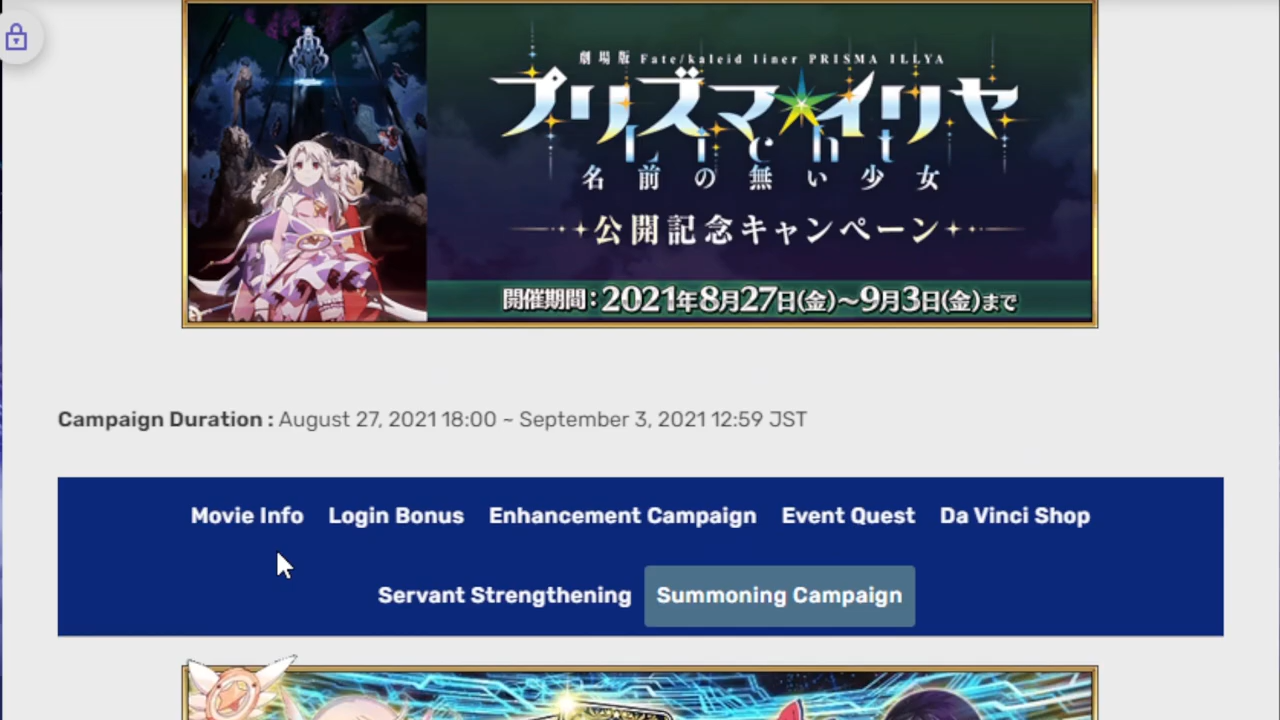 劇場版 Fate/kaleid liner PRISMA ILLYA
プリズマ☆イリヤ
Licht
名前の無い少女
公開記念キャンペーン
開催期間：2021年8月27日(金)～9月3日(金)まで
Campaign Duration : August 27, 2021 18:00 ~ September 3, 2021 12:59 JST
Movie Info Login Bonus Enhancement Campaign Event Quest Da Vinci Shop
Servant Strengthening Summoning Campaign